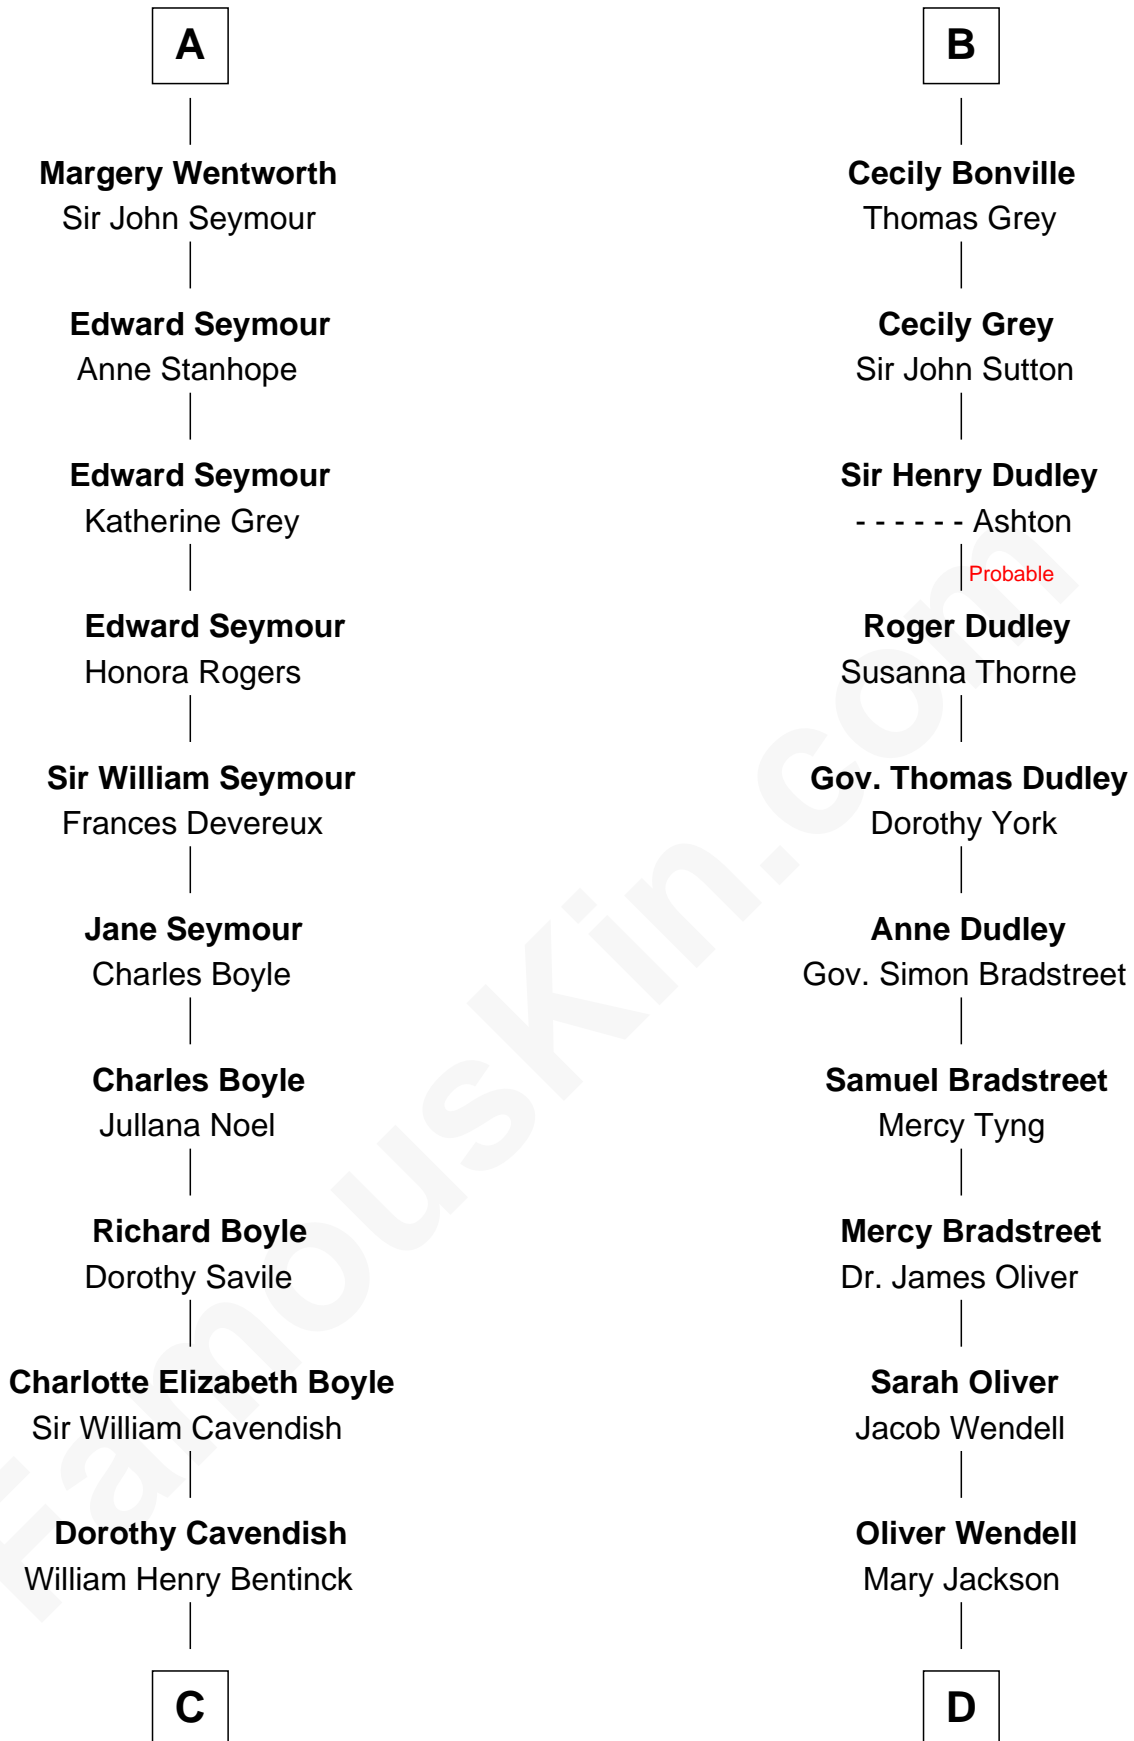 A
Margery Wentworth
Sir John Seymour
Edward Seymour
Anne Stanhope
Edward Seymour
Katherine Grey
Edward Seymour
Honora Rogers
Sir William Seymour
Frances Devereux
Jane Seymour
Charles Boyle
Charles Boyle
Jullana Noel
Richard Boyle
Dorothy Savile
Charlotte Elizabeth Boyle
Sir William Cavendish
Dorothy Cavendish
William Henry Bentinck
C
B
Cecily Bonville
Thomas Grey
Cecily Grey
Sir John Sutton
Sir Henry Dudley
- - - - - - Ashton
Probable
Roger Dudley
Susanna Thorne
Gov. Thomas Dudley
Dorothy York
Anne Dudley
Gov. Simon Bradstreet
Samuel Bradstreet
Mercy Tyng
Mercy Bradstreet
Dr. James Oliver
Sarah Oliver
Jacob Wendell
Oliver Wendell
Mary Jackson
D
FamousKin.com